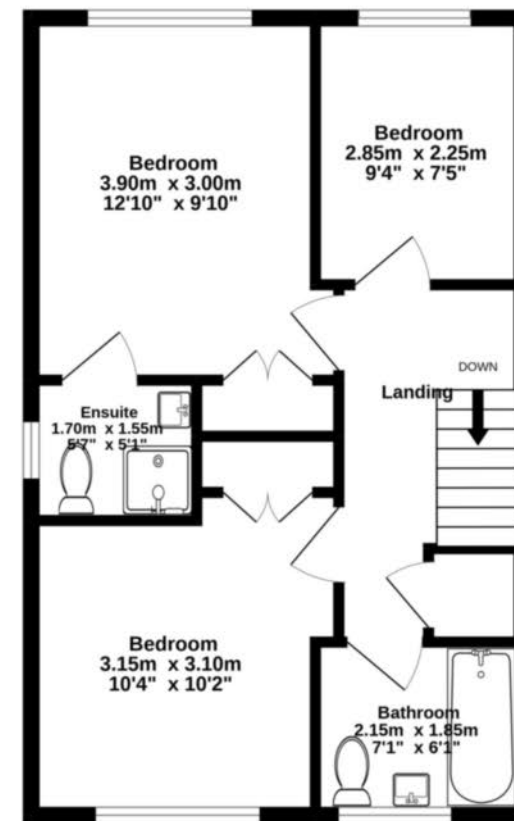 Bedroom
3.90m x 3.00m
12'10" x 9'10"
Bedroom
2.85m x 2.25m
9'4" x 7'5"
DOWN
Landing
Ensuite
1.70m x 1.55m
5'7" x 5'1"
Bedroom
3.15m x 3.10m
10'4" x 10'2"
Bathroom
2.15m x 1.85m
7'1" x 6'1"